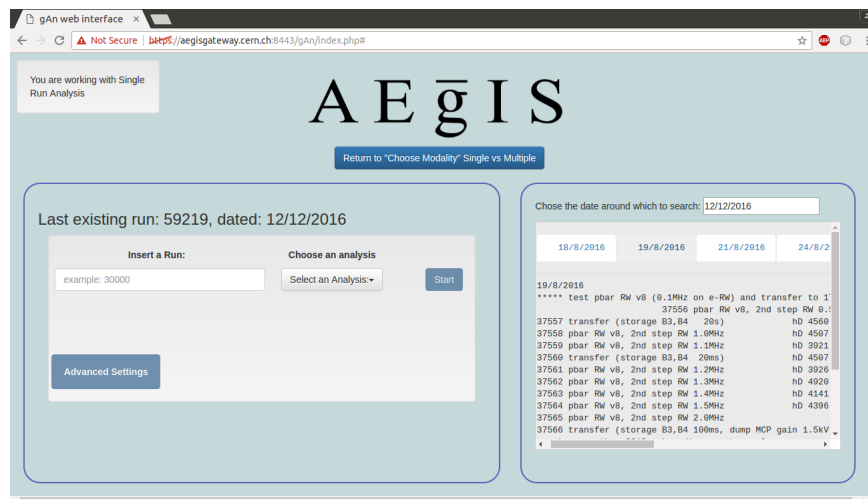 gAn web interface
Not Secure | https://aegisgateway.cern.ch:8443/gAn/index.php#
ABP
You are working with Single
Run Analysis
AEḡIS
Return to "Choose Modality" Single vs Multiple
Last existing run: 59219, dated: 12/12/2016
Insert a Run:
Choose an analysis
example: 30000
Select an Analysis:
Start
Advanced Settings
Chose the date around which to search: 12/12/2016
18/8/2016 19/8/2016 21/8/2016 24/8/2
19/8/2016
***** test pbar RW v8 (0.1MHz on e-RW) and transfer to 1
37556 pbar RW v8, 2nd step RW 0.
37557 transfer (storage B3,B4 20s) hD 4560
37558 pbar RW v8, 2nd step RW 1.0MHz hD 4507
37559 pbar RW v8, 2nd step RW 1.1MHz hD 3921
37560 transfer (storage B3,B4 20ms) hD 4507
37561 pbar RW v8, 2nd step RW 1.2MHz hD 3926
37562 pbar RW v8, 2nd step RW 1.3MHz hD 4920
37563 pbar RW v8, 2nd step RW 1.4MHz hD 4141
37564 pbar RW v8, 2nd step RW 1.5MHz hD 4396
37565 pbar RW v8, 2nd step RW 2.0MHz
37566 transfer (storage B3,B4 100ms, dump MCP gain 1.5kV